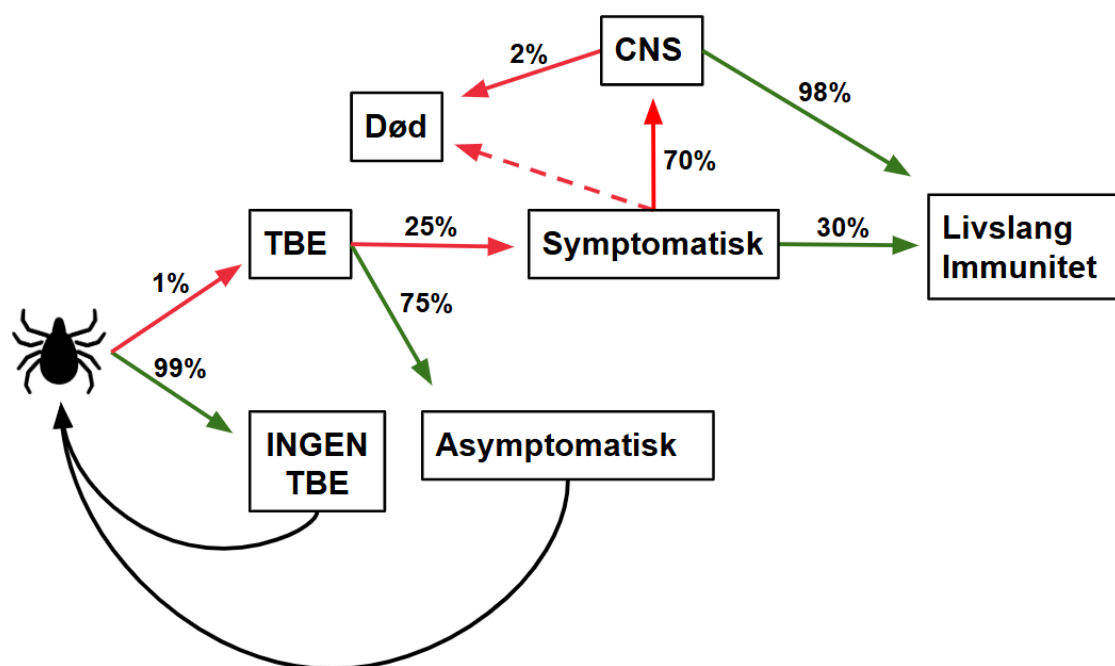 CNS
2%
98%
Død
70%
TBE
25%
Symptomatisk
30%
Livslang
Immunitet
1%
75%
99%
INGEN
TBE
Asymptomatisk